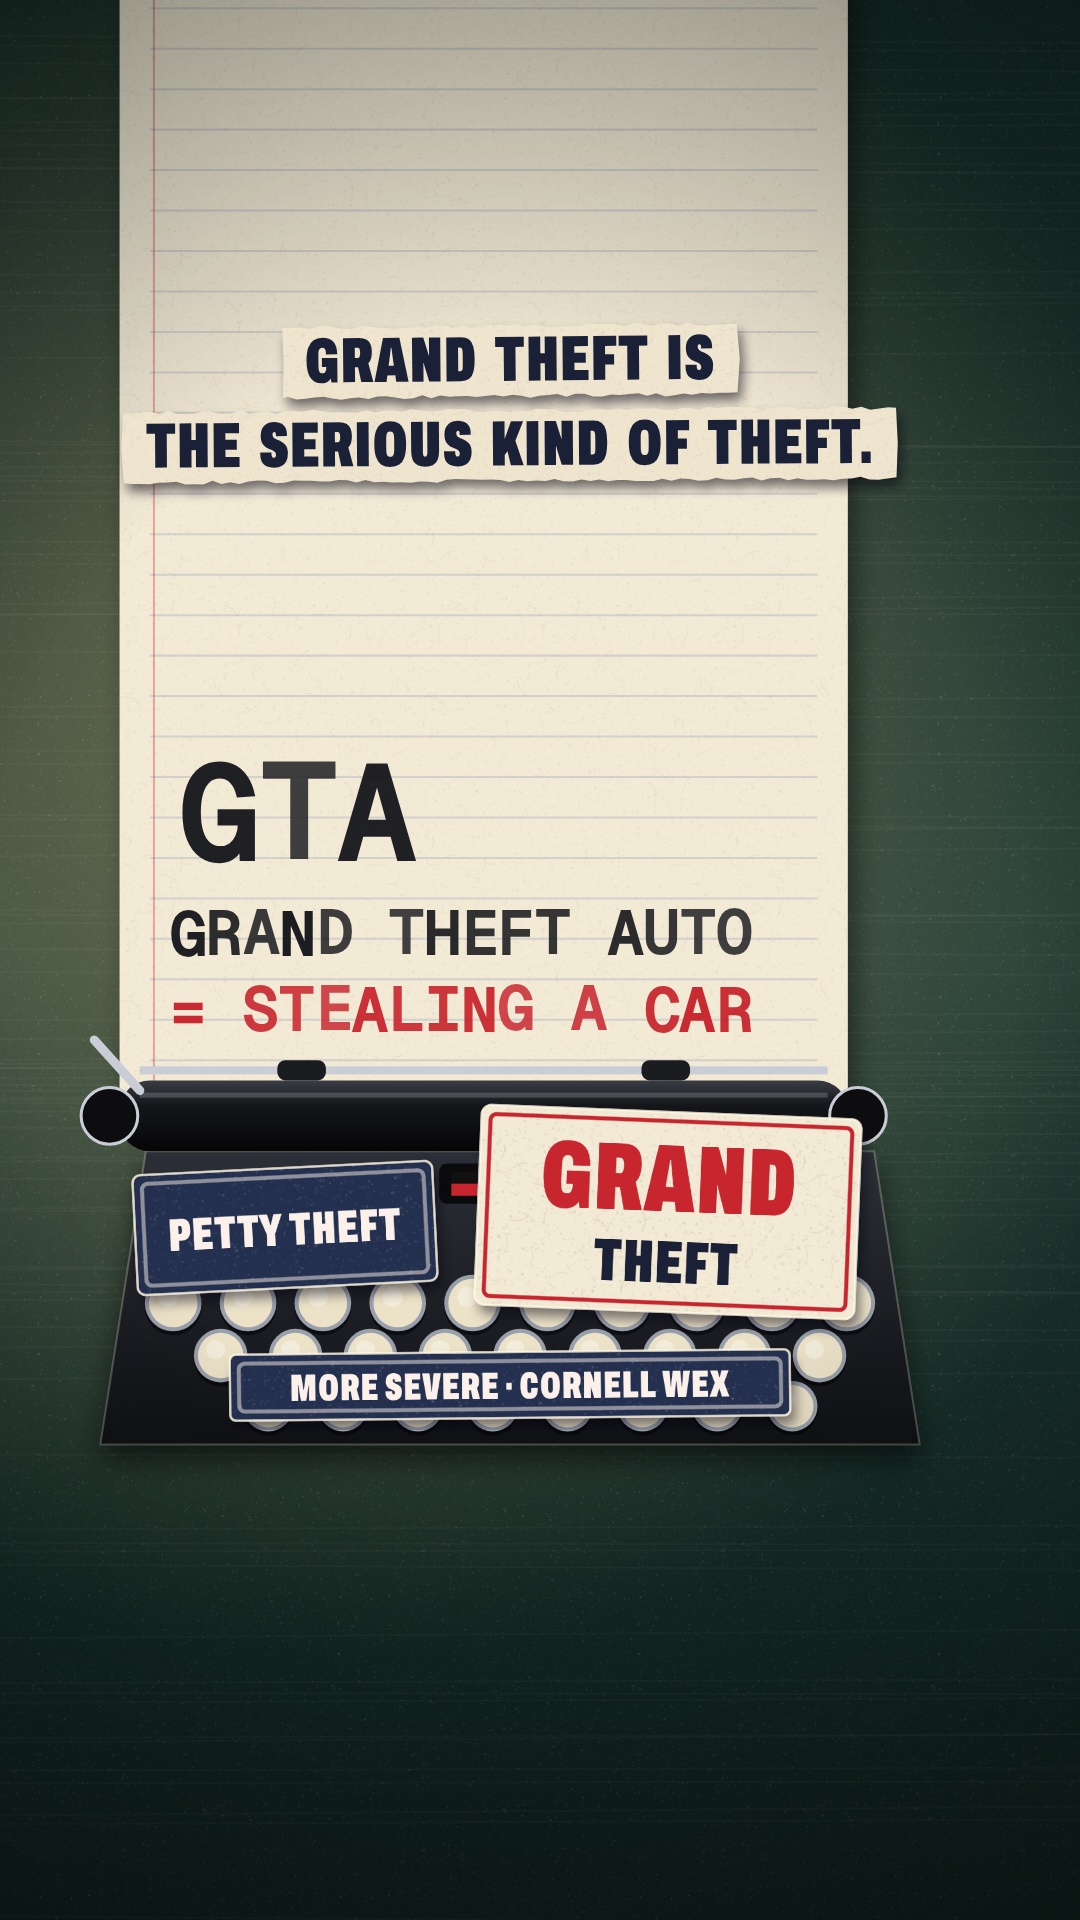 GRAND THEFT IS
THE SERIOUS KIND OF THEFT.
GTA
GRAND THEFT AUTO
= STEALING A CAR
PETTY THEFT
GRAND
THEFT
MORE SEVERE · CORNELL WEX